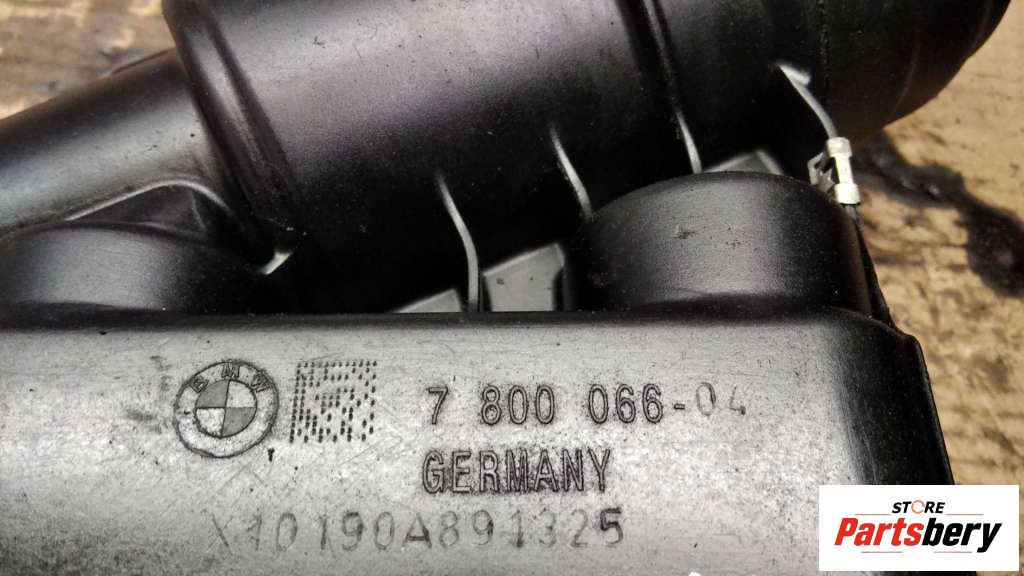 BMW
7 800 066-04
GERMANY
X10190A891325
STORE
Partsbery